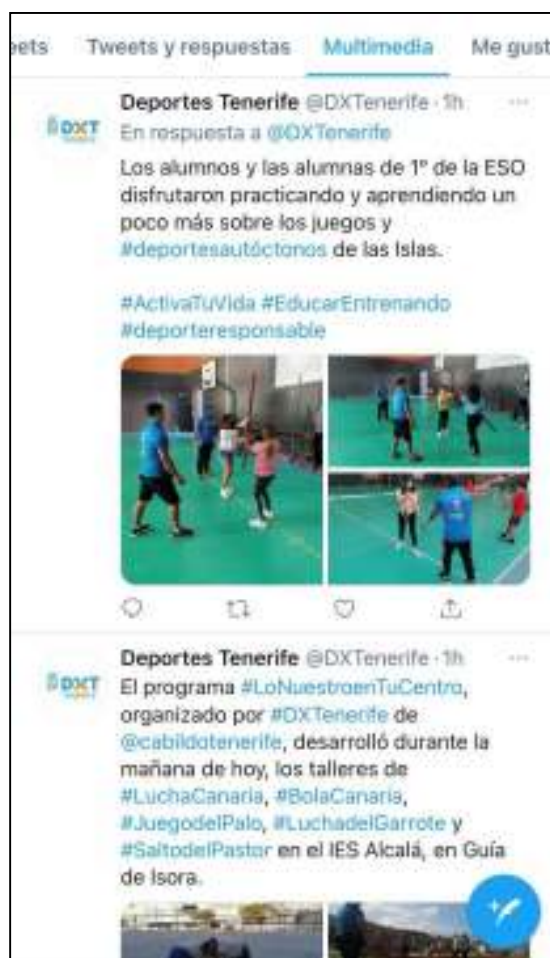 eets Tweets y respuestas Multimedia Me gust
Deportes Tenerife @DXTenerife · 1h
DXT
En respuesta a @DXTenerife
Los alumnos y las alumnas de 1º de la ESO
disfrutaron practicando y aprendiendo un
poco más sobre los juegos y
#deportesautóctonos de las Islas.
#ActivaTuVida #EducarEntrenando
#deporteresponsable
Deportes Tenerife @DXTenerife · 1h
DXT
El programa #LoNuestroenTuCentro,
organizado por #DXTenerife de
@cabildotenerife, desarrolló durante la
mañana de hoy, los talleres de
#LuchaCanaria, #BolaCanaria,
#JuegodelPalo, #LuchadelGarrote y
#SaltodelPastor en el IES Alcalá, en Guía
de Isora.